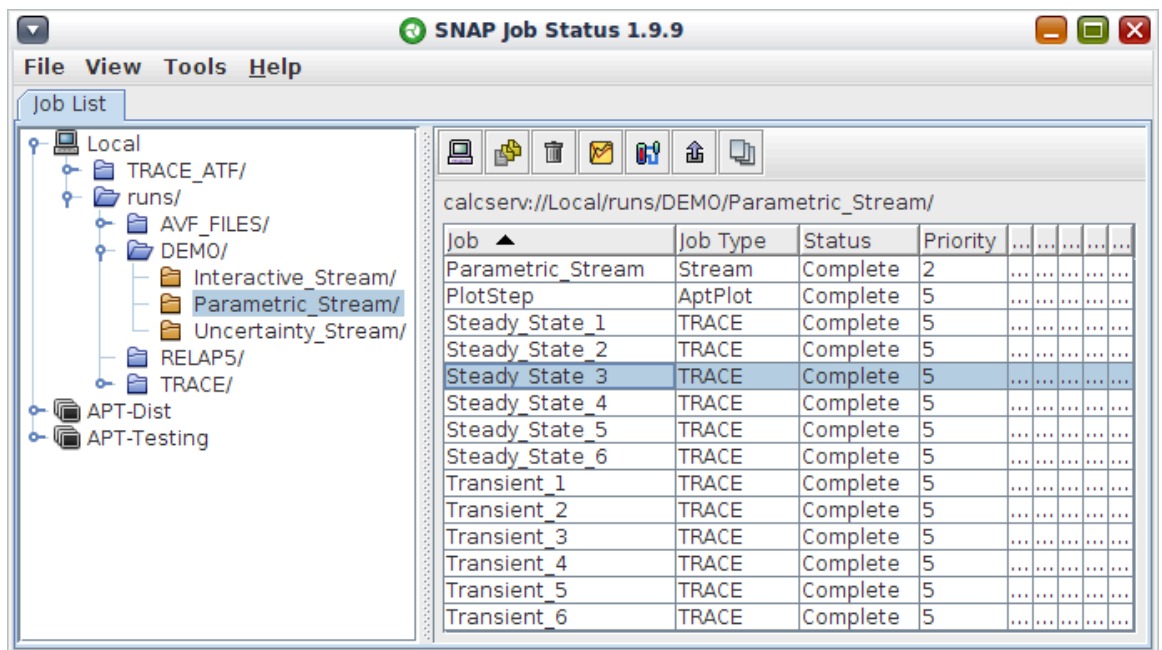 SNAP Job Status 1.9.9
File View Tools Help
Job List
Local
TRACE_ATF/
runs/
AVF_FILES/
DEMO/
Interactive_Stream/
Parametric_Stream/
Uncertainty_Stream/
RELAP5/
TRACE/
APT-Dist
APT-Testing
calcserv://Local/runs/DEMO/Parametric_Stream/
Job Job Type Status Priority ... ... ... ... ...
Parametric_Stream Stream Complete 2 ... ... ... ... ...
PlotStep AptPlot Complete 5 ... ... ... ... ...
Steady_State_1 TRACE Complete 5 ... ... ... ... ...
Steady_State_2 TRACE Complete 5 ... ... ... ... ...
Steady_State_3 TRACE Complete 5 ... ... ... ... ...
Steady_State_4 TRACE Complete 5 ... ... ... ... ...
Steady_State_5 TRACE Complete 5 ... ... ... ... ...
Steady_State_6 TRACE Complete 5 ... ... ... ... ...
Transient_1 TRACE Complete 5 ... ... ... ... ...
Transient_2 TRACE Complete 5 ... ... ... ... ...
Transient_3 TRACE Complete 5 ... ... ... ... ...
Transient_4 TRACE Complete 5 ... ... ... ... ...
Transient_5 TRACE Complete 5 ... ... ... ... ...
Transient_6 TRACE Complete 5 ... ... ... ... ...